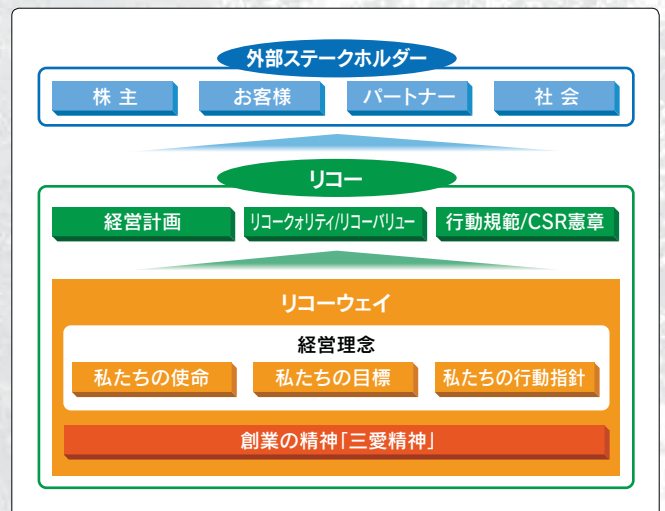 外部ステークホルダー
株 主
お客様
パートナー
社 会
リコー
経営計画
リコークォリティ/リコーバリュー
行動規範/CSR憲章
リコーウェイ
経営理念
私たちの使命
私たちの目標
私たちの行動指針
創業の精神「三愛精神」